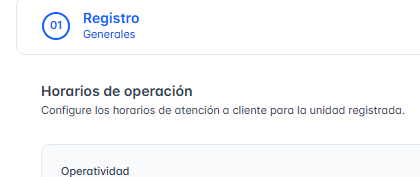 01
Registro
Generales
Horarios de operación
Configure los horarios de atención a cliente para la unidad registrada.
Operatividad